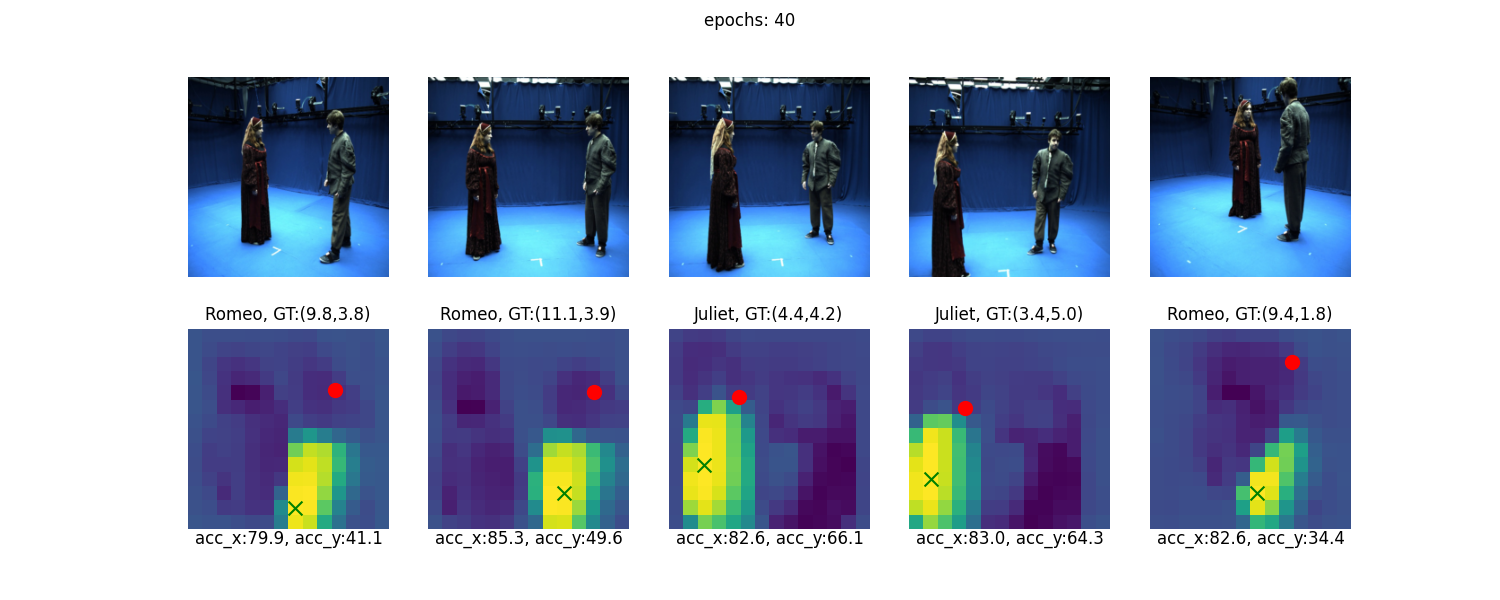 epochs: 40
Romeo, GT:(9.8,3.8)
Romeo, GT:(11.1,3.9)
Juliet, GT:(4.4,4.2)
Juliet, GT:(3.4,5.0)
Romeo, GT:(9.4,1.8)
acc_x:79.9, acc_y:41.1
acc_x:85.3, acc_y:49.6
acc_x:82.6, acc_y:66.1
acc_x:83.0, acc_y:64.3
acc_x:82.6, acc_y:34.4